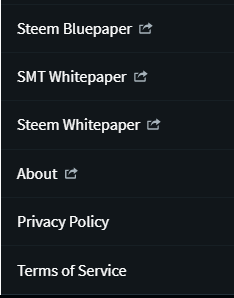 Steem Bluepaper
SMT Whitepaper
Steem Whitepaper
About
Privacy Policy
Terms of Service